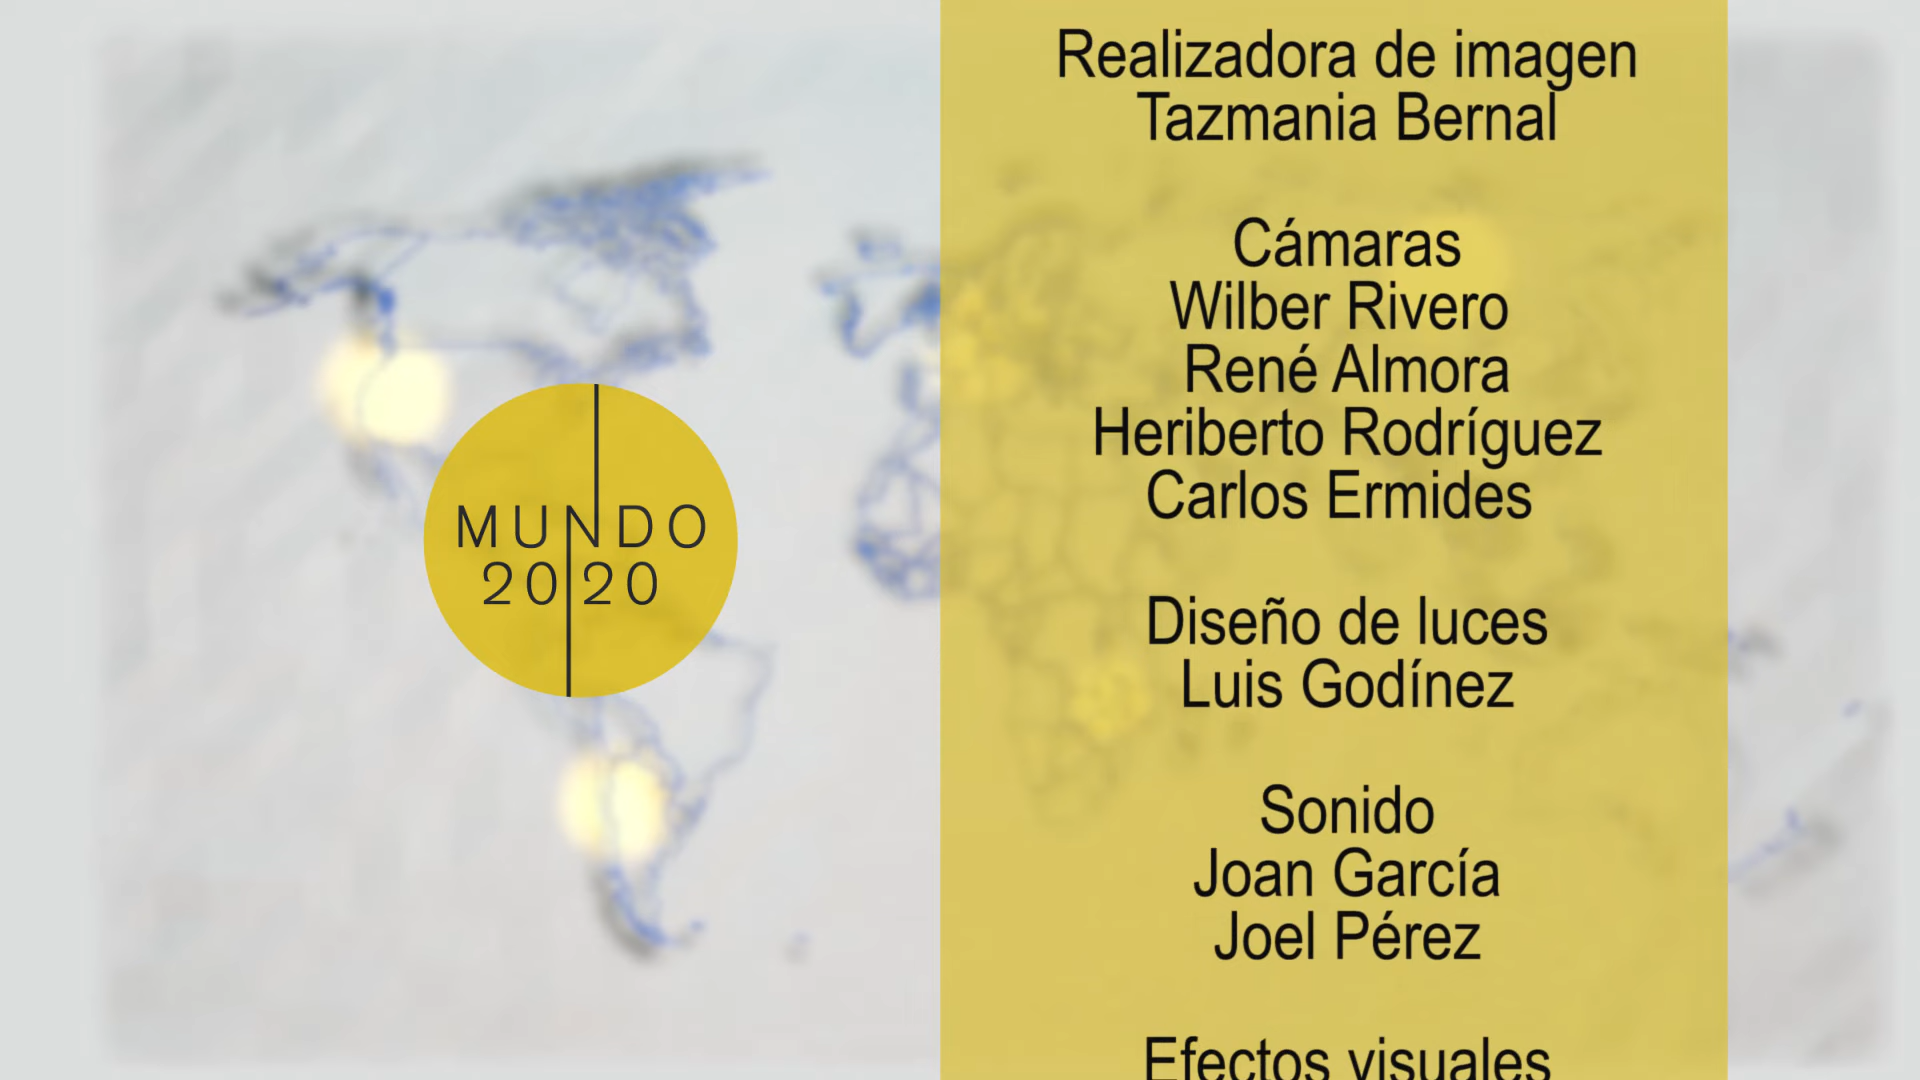 MUNDO
2020
Realizadora de imagen
Tazmania Bernal
Cámaras
Wilber Rivero
René Almora
Heriberto Rodríguez
Carlos Ermides
Diseño de luces
Luis Godínez
Sonido
Joan García
Joel Pérez
Efectos visuales